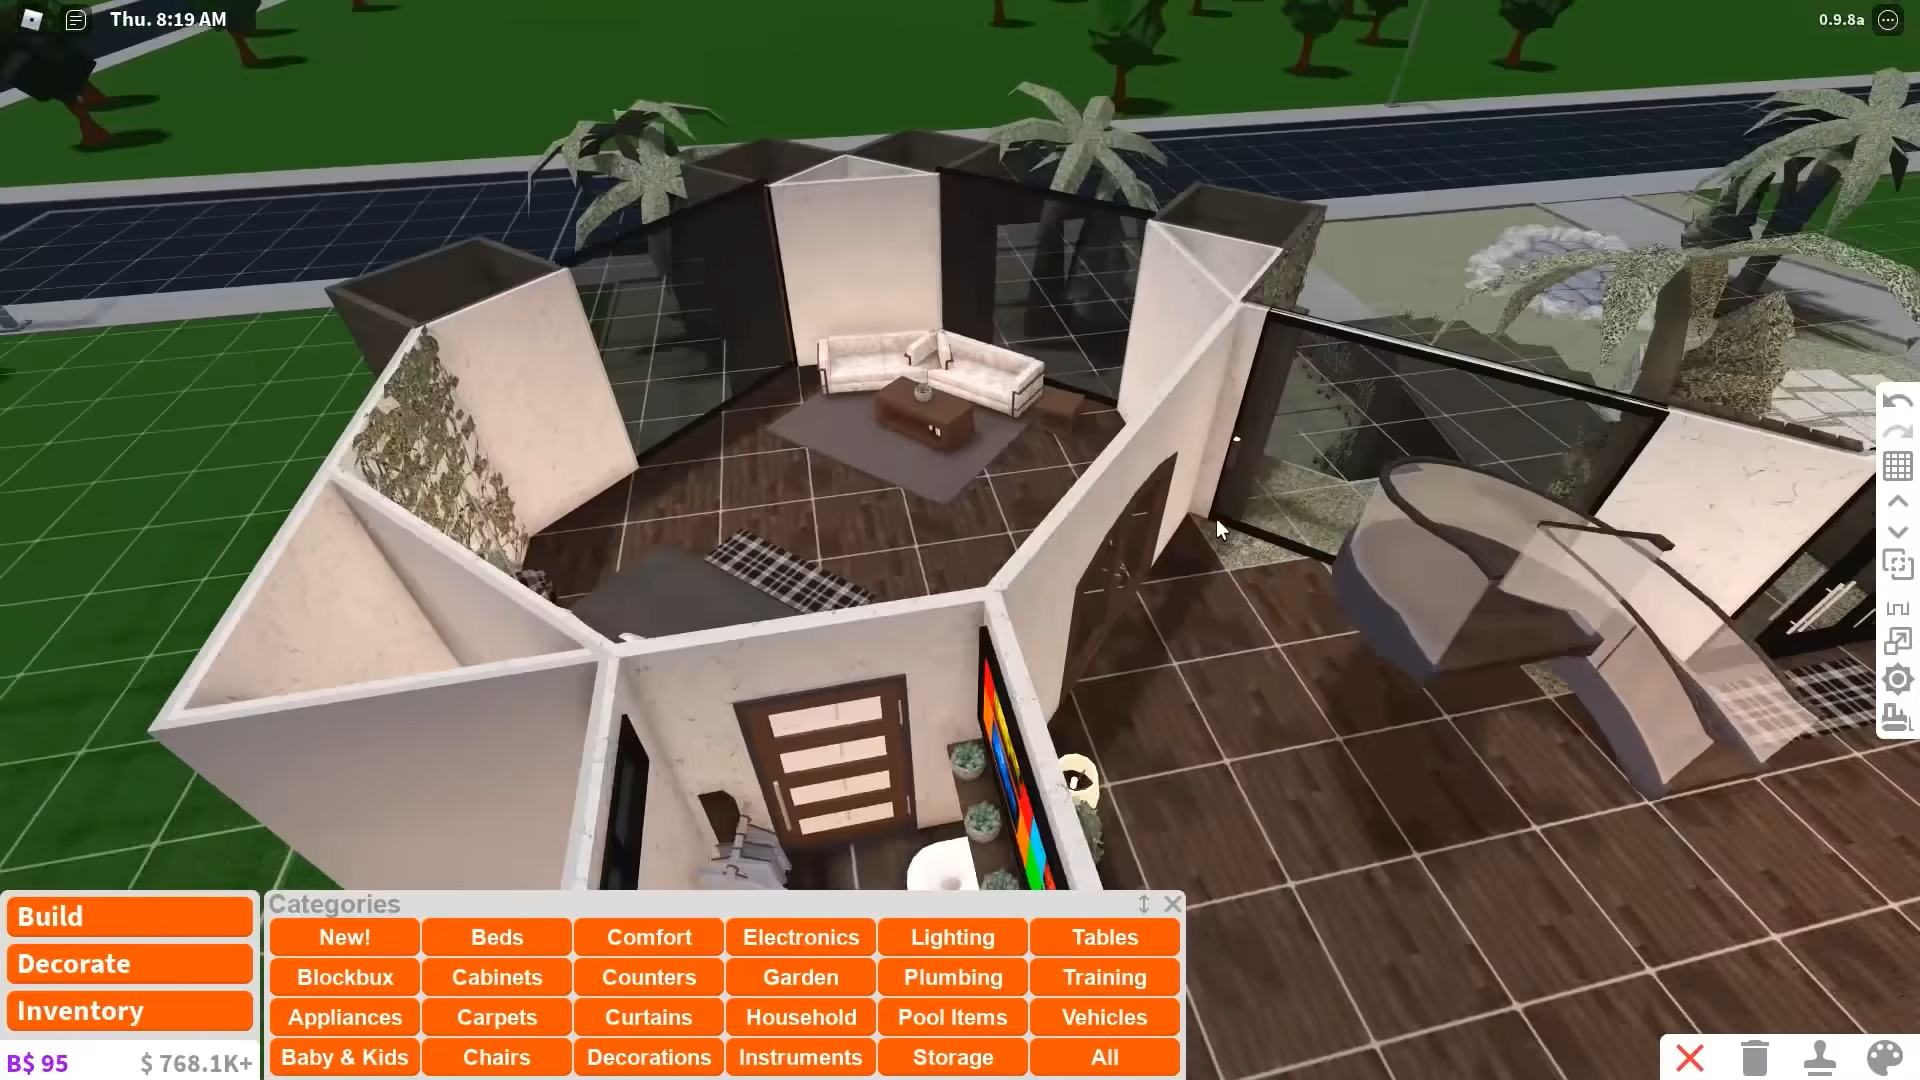 Thu. 8:19 AM
0.9.8a
Build
Decorate
Inventory
B$ 95
$ 768.1K+
Categories
New!
Beds
Comfort
Electronics
Lighting
Tables
Blockbux
Cabinets
Counters
Garden
Plumbing
Training
Appliances
Carpets
Curtains
Household
Pool Items
Vehicles
Baby & Kids
Chairs
Decorations
Instruments
Storage
All